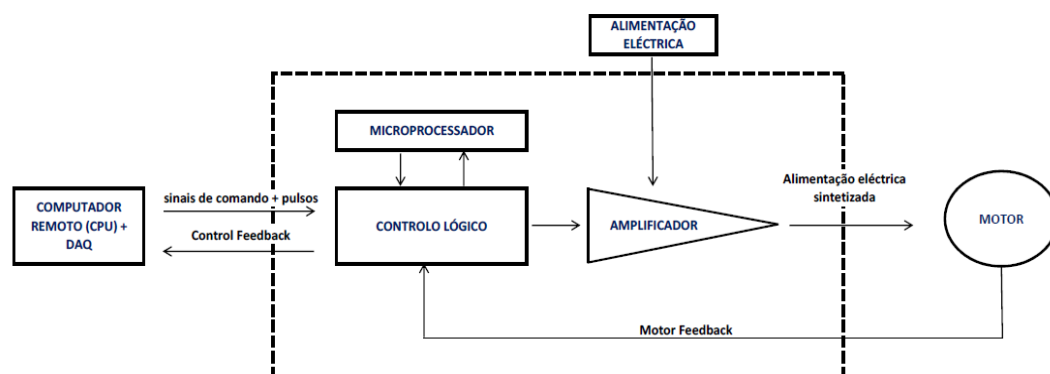 ALIMENTAÇÃO
ELÉCTRICA
MICROPROCESSADOR
sinais de comando + pulsos
Alimentação eléctrica
sintetizada
COMPUTADOR
REMOTO (CPU) +
DAQ
CONTROLO LÓGICO
AMPLIFICADOR
MOTOR
Control Feedback
Motor Feedback